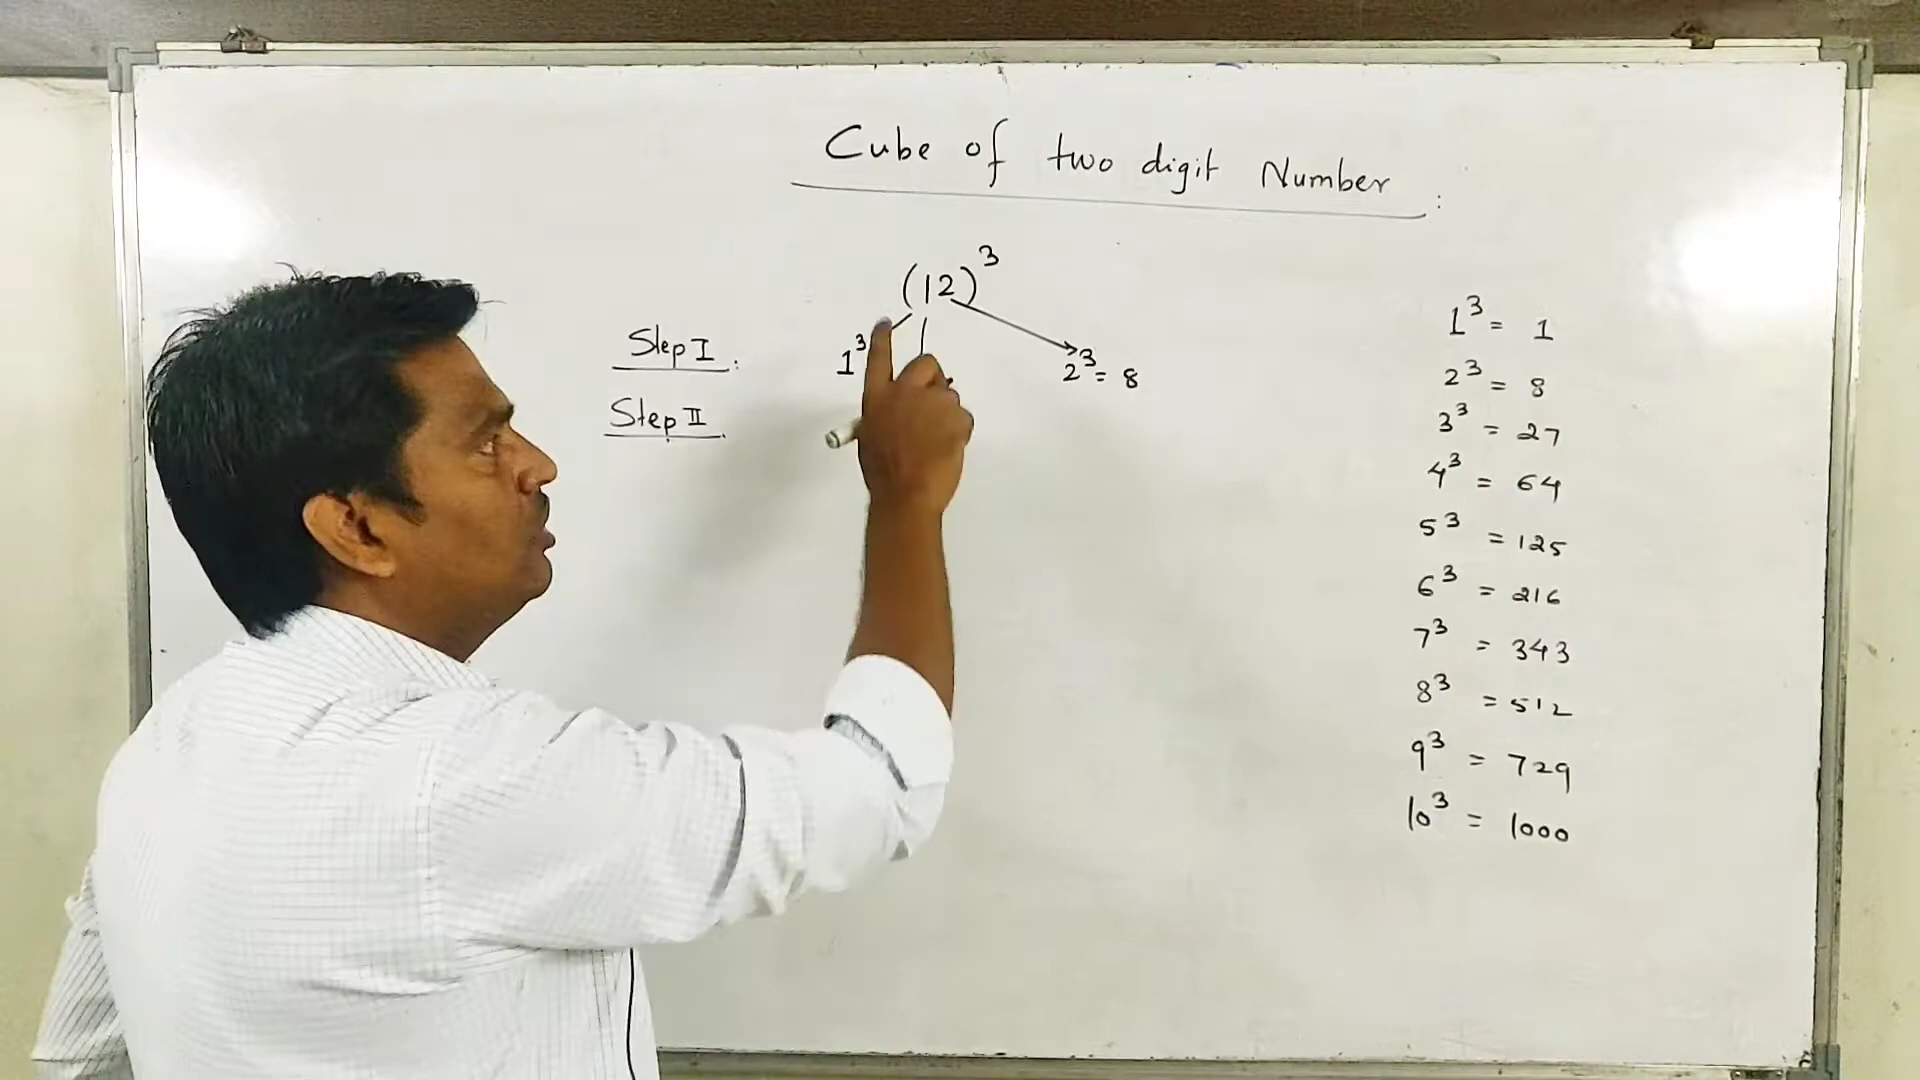 Cube of two digit Number :
(12)³
Step I : 1³ 2³ = 8
Step II
1³ = 1
2³ = 8
3³ = 27
4³ = 64
5³ = 125
6³ = 216
7³ = 343
8³ = 512
9³ = 729
10³ = 1000